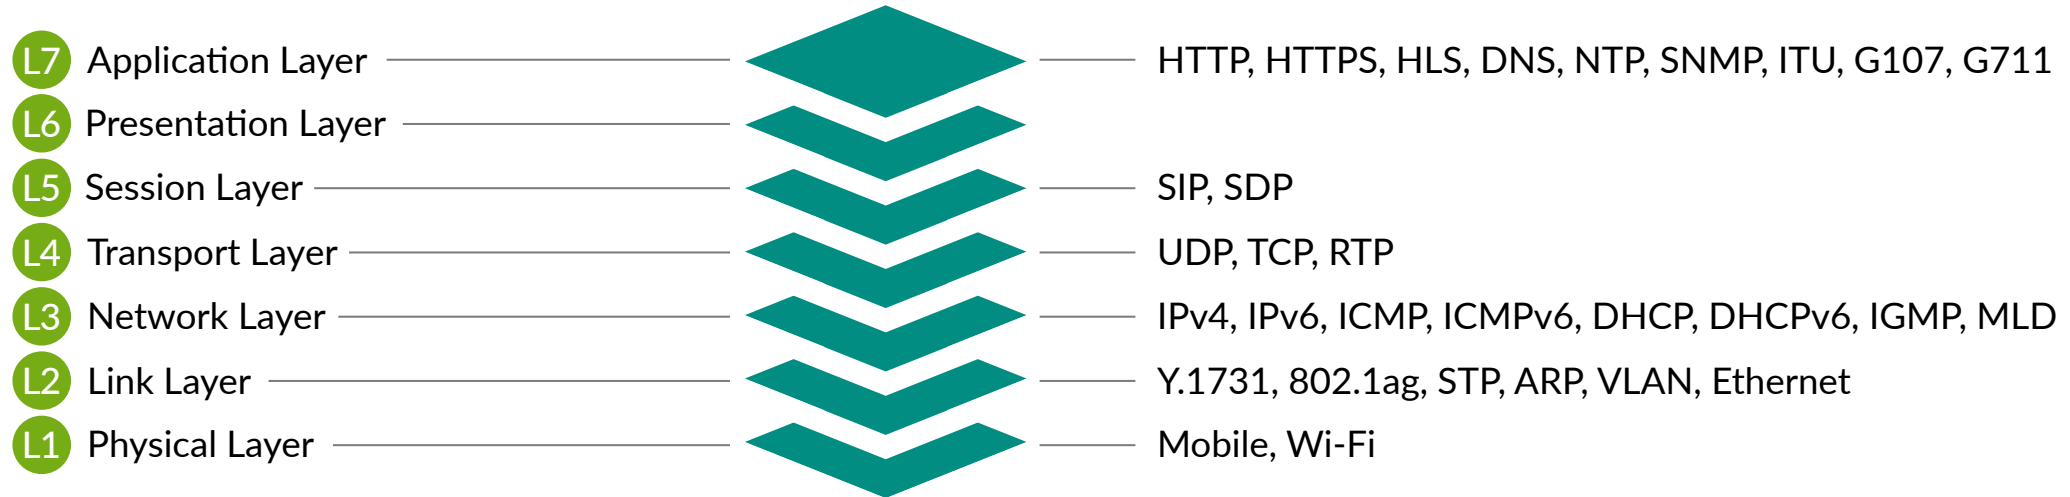 L7 Application Layer HTTP, HTTPS, HLS, DNS, NTP, SNMP, ITU, G107, G711
L6 Presentation Layer
L5 Session Layer SIP, SDP
L4 Transport Layer UDP, TCP, RTP
L3 Network Layer IPv4, IPv6, ICMP, ICMPv6, DHCP, DHCPv6, IGMP, MLD
L2 Link Layer Y.1731, 802.1ag, STP, ARP, VLAN, Ethernet
L1 Physical Layer Mobile, Wi-Fi